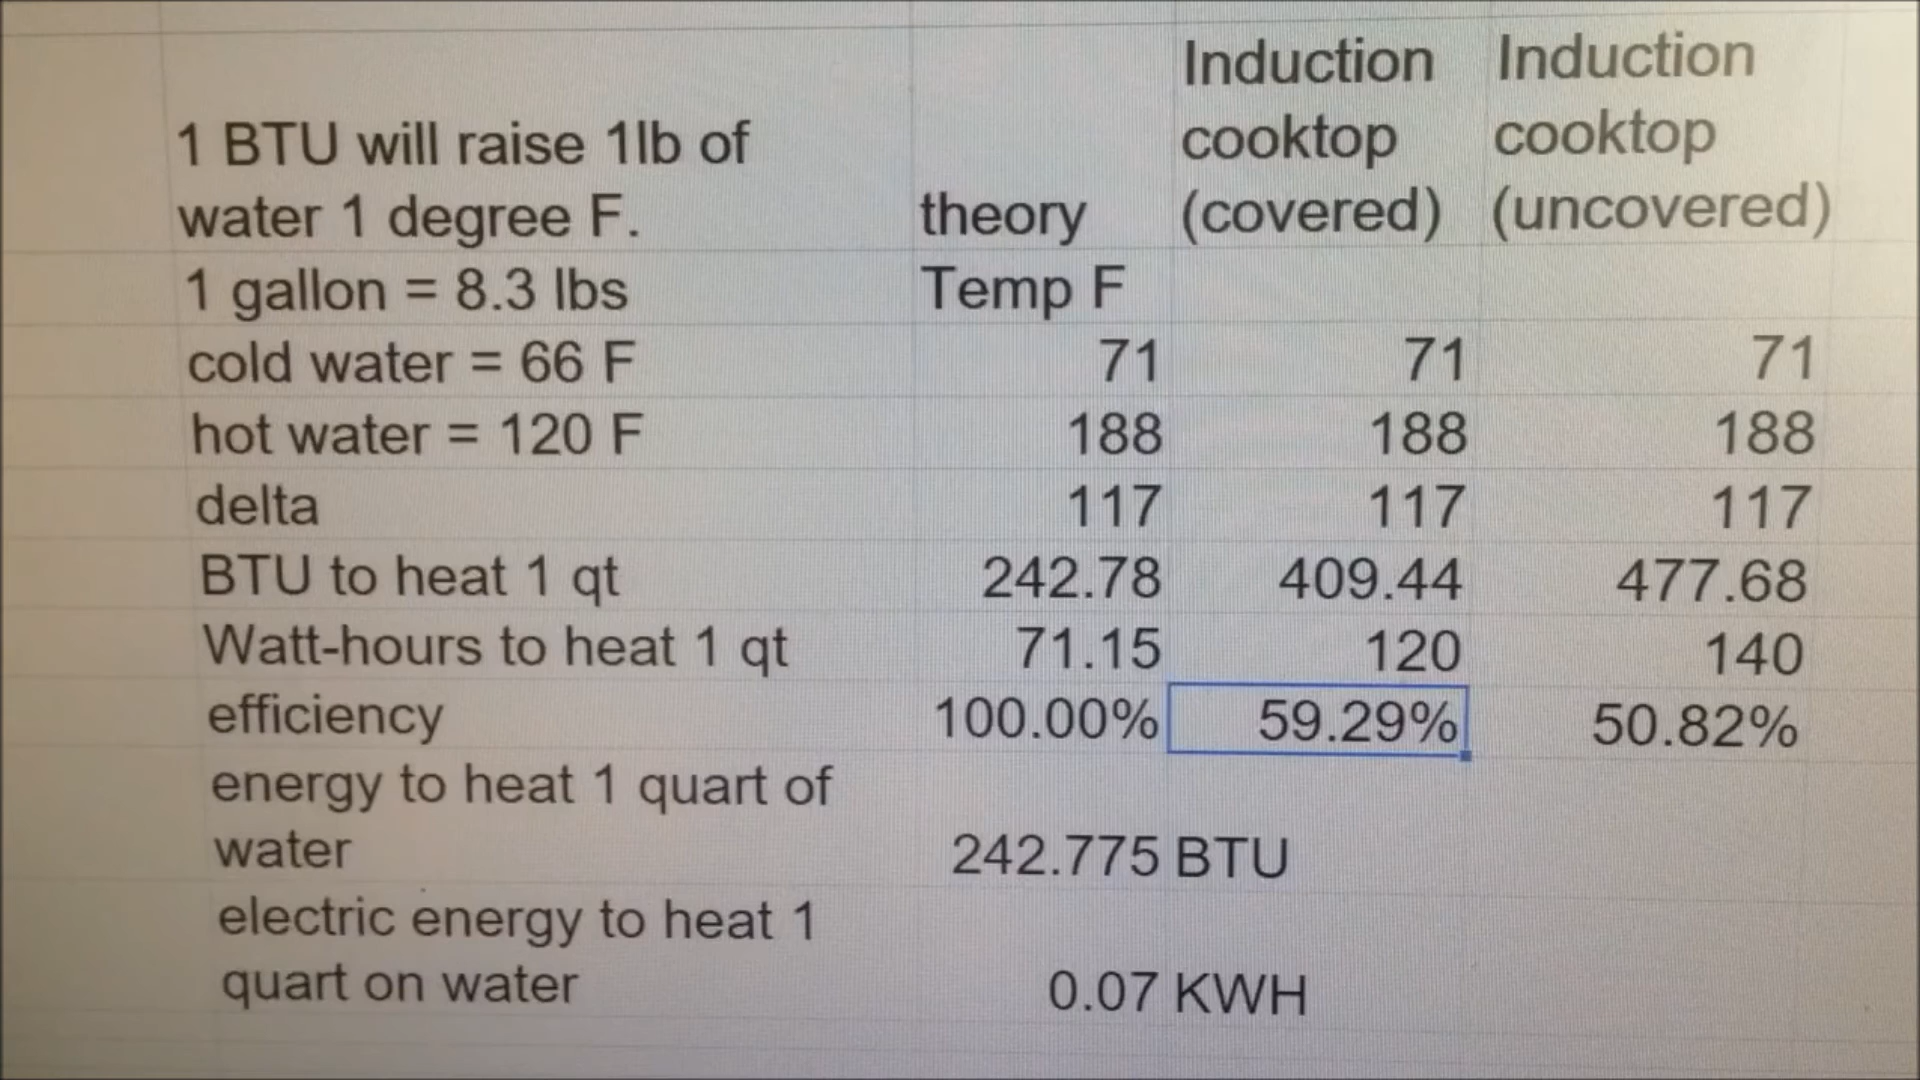 1 BTU will raise 1lb of
water 1 degree F.
theory
Induction
cooktop
(covered)
Induction
cooktop
(uncovered)
1 gallon = 8.3 lbs
Temp F
cold water = 66 F 71 71 71
hot water = 120 F 188 188 188
delta 117 117 117
BTU to heat 1 qt 242.78 409.44 477.68
Watt-hours to heat 1 qt 71.15 120 140
efficiency 100.00% 59.29% 50.82%
energy to heat 1 quart of
water 242.775 BTU
electric energy to heat 1
quart on water 0.07 KWH